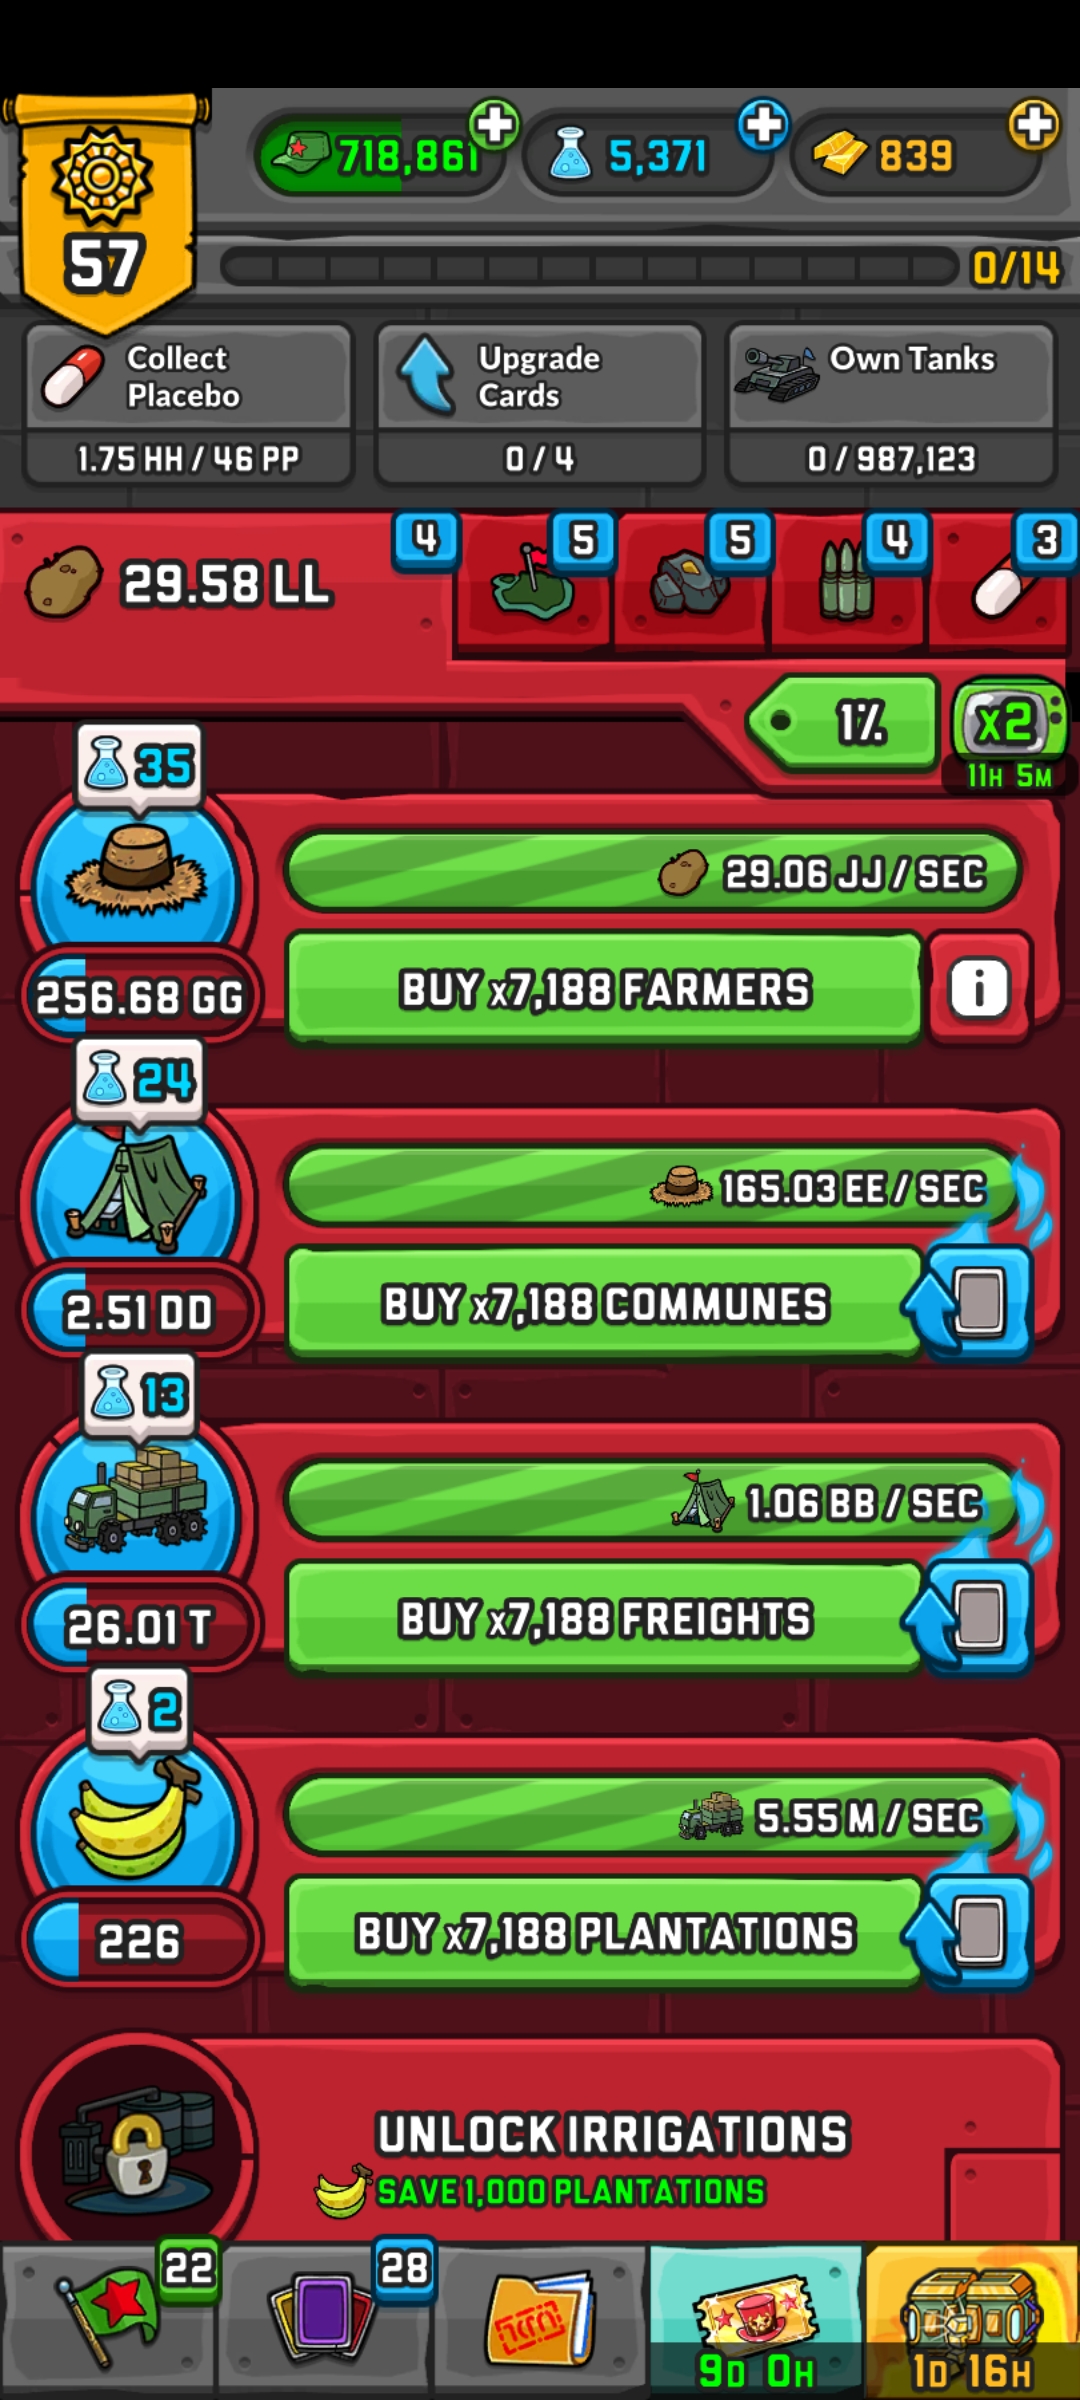 718,861
5,371
839
57
0/14
Collect Placebo
1.75 HH / 46 PP
Upgrade Cards
0 / 4
Own Tanks
0 / 987,123
29.58 LL
4
5
5
4
3
1%
x2
11H 5M
35
29.06 JJ / SEC
256.68 GG
BUY x7,188 FARMERS
i
24
165.03 EE / SEC
2.51 DD
BUY x7,188 COMMUNES
13
1.06 BB / SEC
26.01 T
BUY x7,188 FREIGHTS
2
5.55 M / SEC
226
BUY x7,188 PLANTATIONS
UNLOCK IRRIGATIONS
SAVE 1,000 PLANTATIONS
22
28
9D 0H
1D 16H